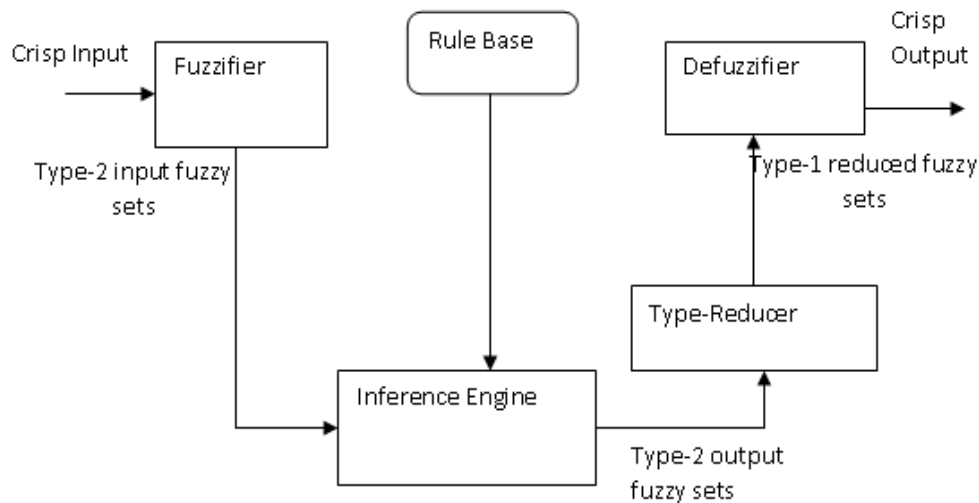 Crisp Input
Fuzzifier
Rule Base
Defuzzifier
Crisp
Output
Type-2 input fuzzy
sets
Type-1 reduced fuzzy
sets
Type-Reducer
Inference Engine
Type-2 output
fuzzy sets